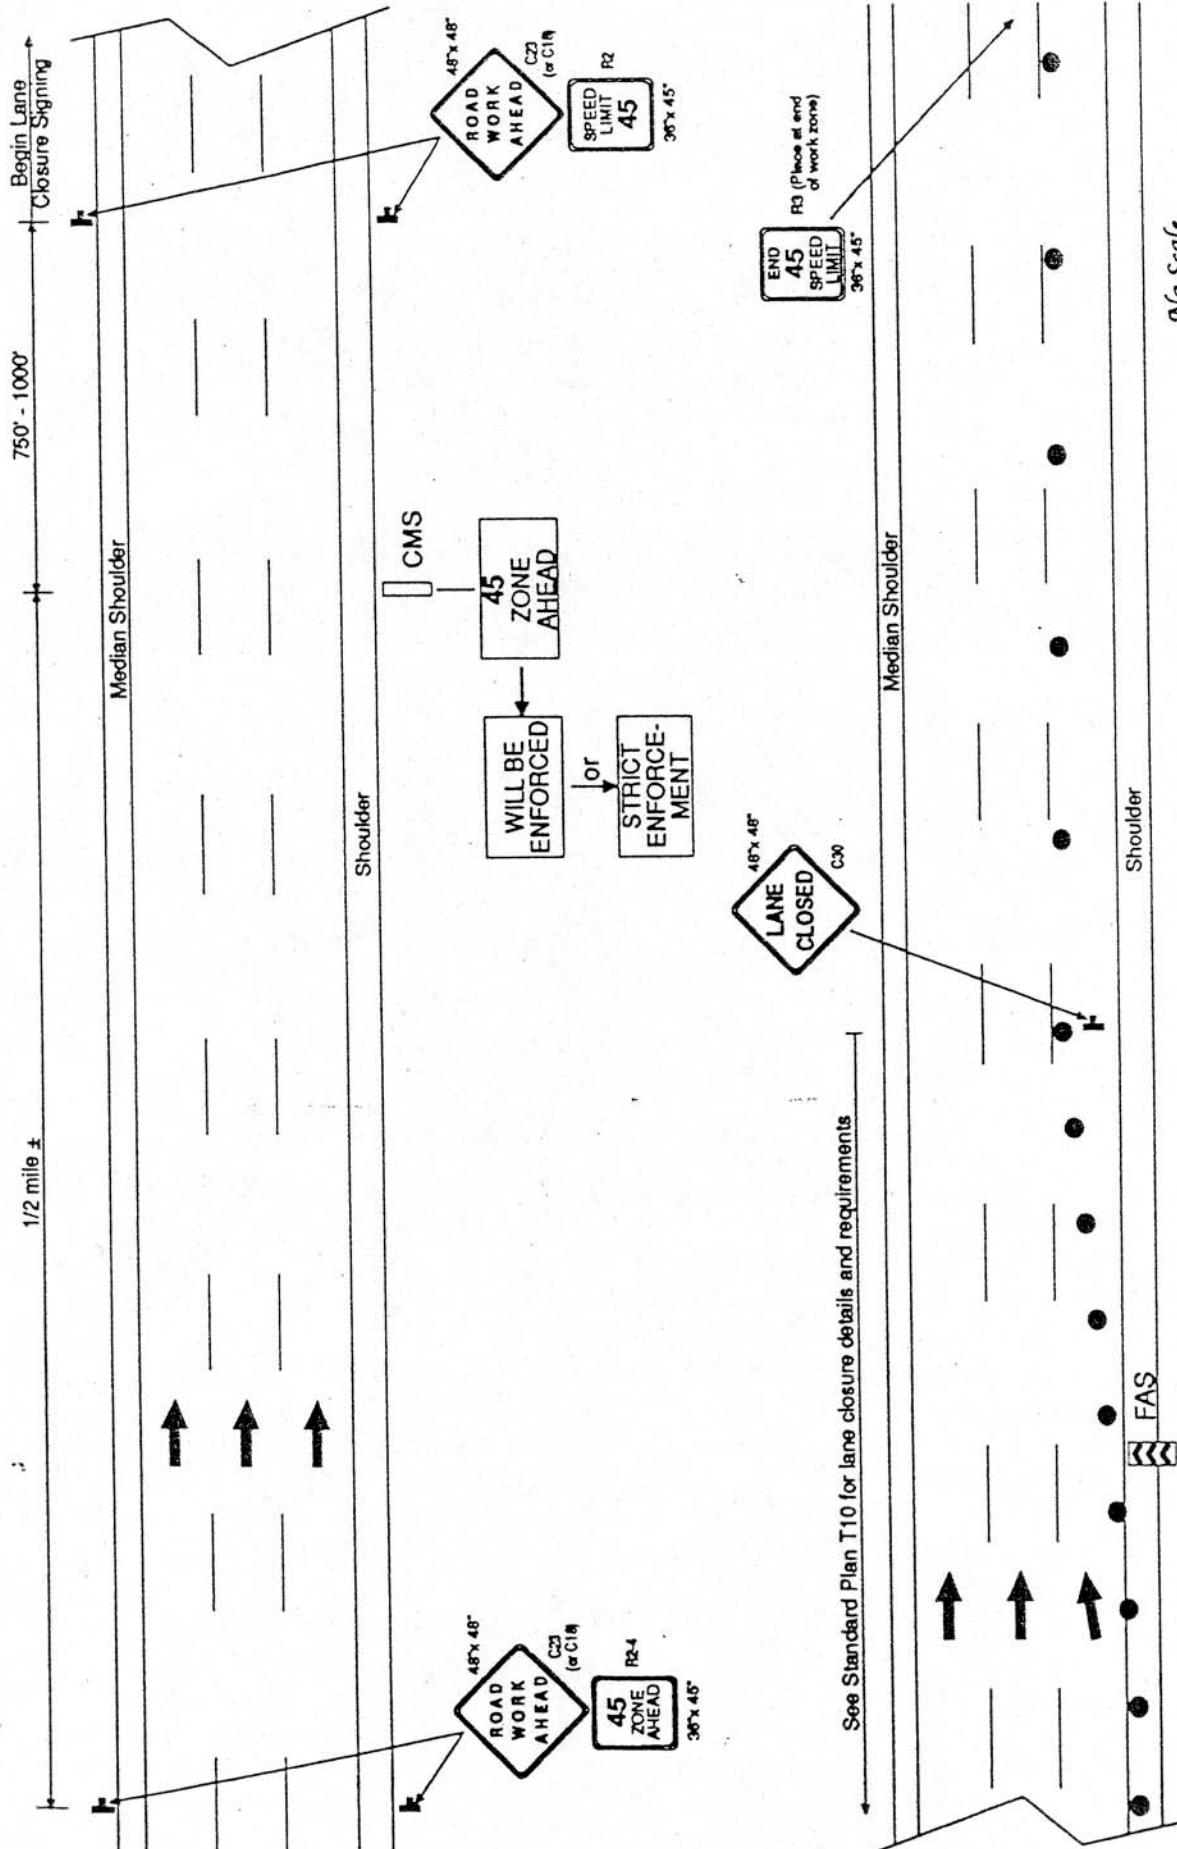 1/2 mile ±
750' - 1000'
Begin Lane
Closure Signing
Median Shoulder
Shoulder
ROAD
WORK
AHEAD
48"x 48"
C23
(or C18)
45
ZONE
AHEAD
R2-4
36"x 45"
CMS
45
ZONE
AHEAD
WILL BE
ENFORCED
or
STRICT
ENFORCE-
MENT
ROAD
WORK
AHEAD
48"x 48"
C23
(or C18)
SPEED
LIMIT
45
R2
36"x 45"
See Standard Plan T10 for lane closure details and requirements
LANE
CLOSED
48"x 48"
C30
Median Shoulder
END
45
SPEED
LIMIT
36"x 45"
R3 (Place at end
of work zone)
Shoulder
FAS
No Scale